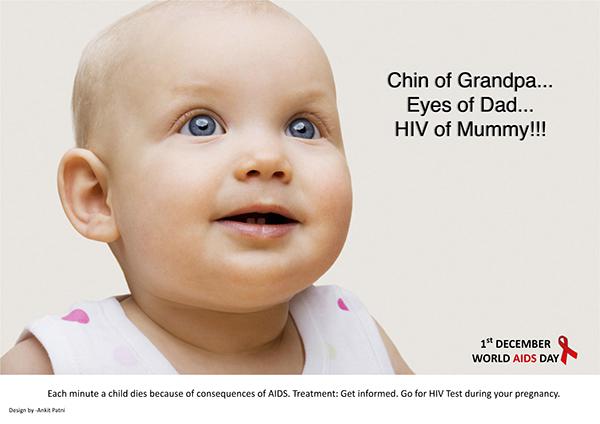 Chin of Grandpa...
Eyes of Dad...
HIV of Mummy!!!
1st DECEMBER
WORLD AIDS DAY
Each minute a child dies because of consequences of AIDS. Treatment: Get informed. Go for HIV Test during your pregnancy.
Design by -Ankit Patni